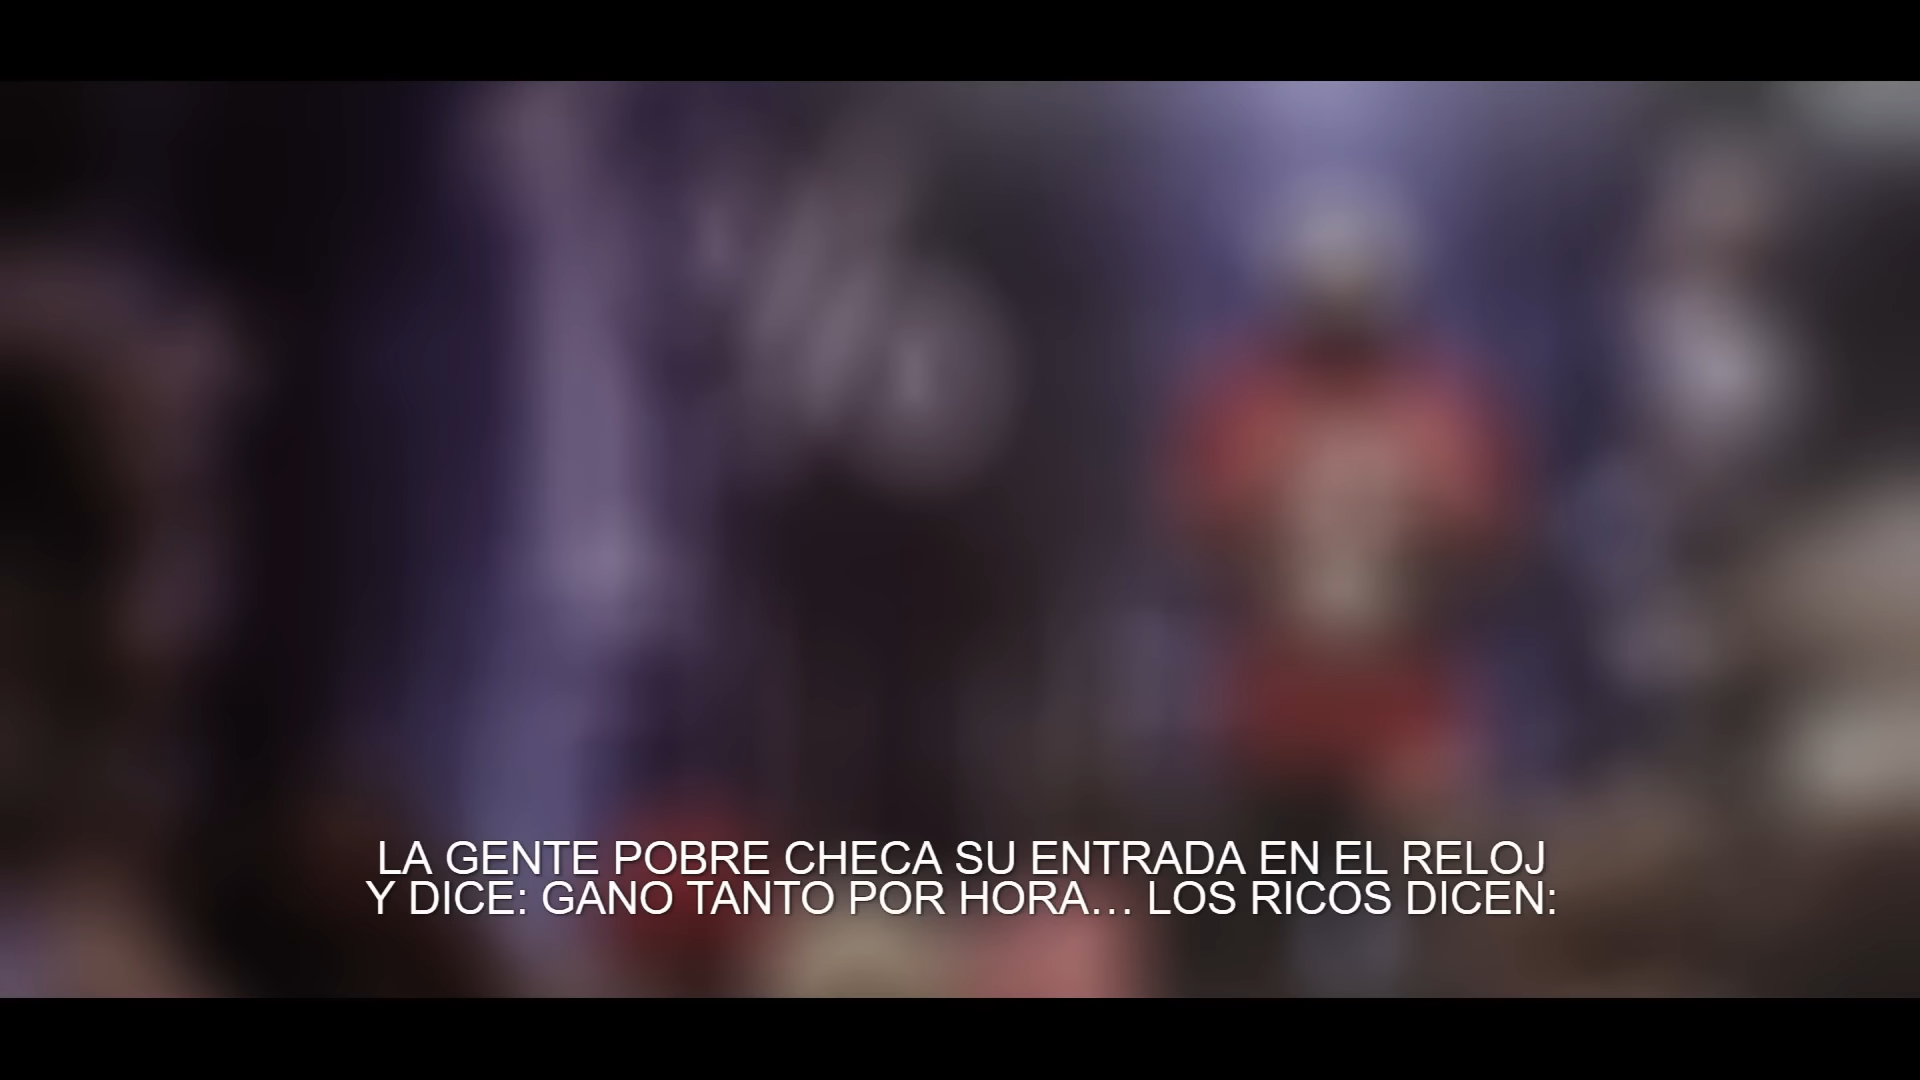 LA GENTE POBRE CHECA SU ENTRADA EN EL RELOJ
Y DICE: GANO TANTO POR HORA… LOS RICOS DICEN: